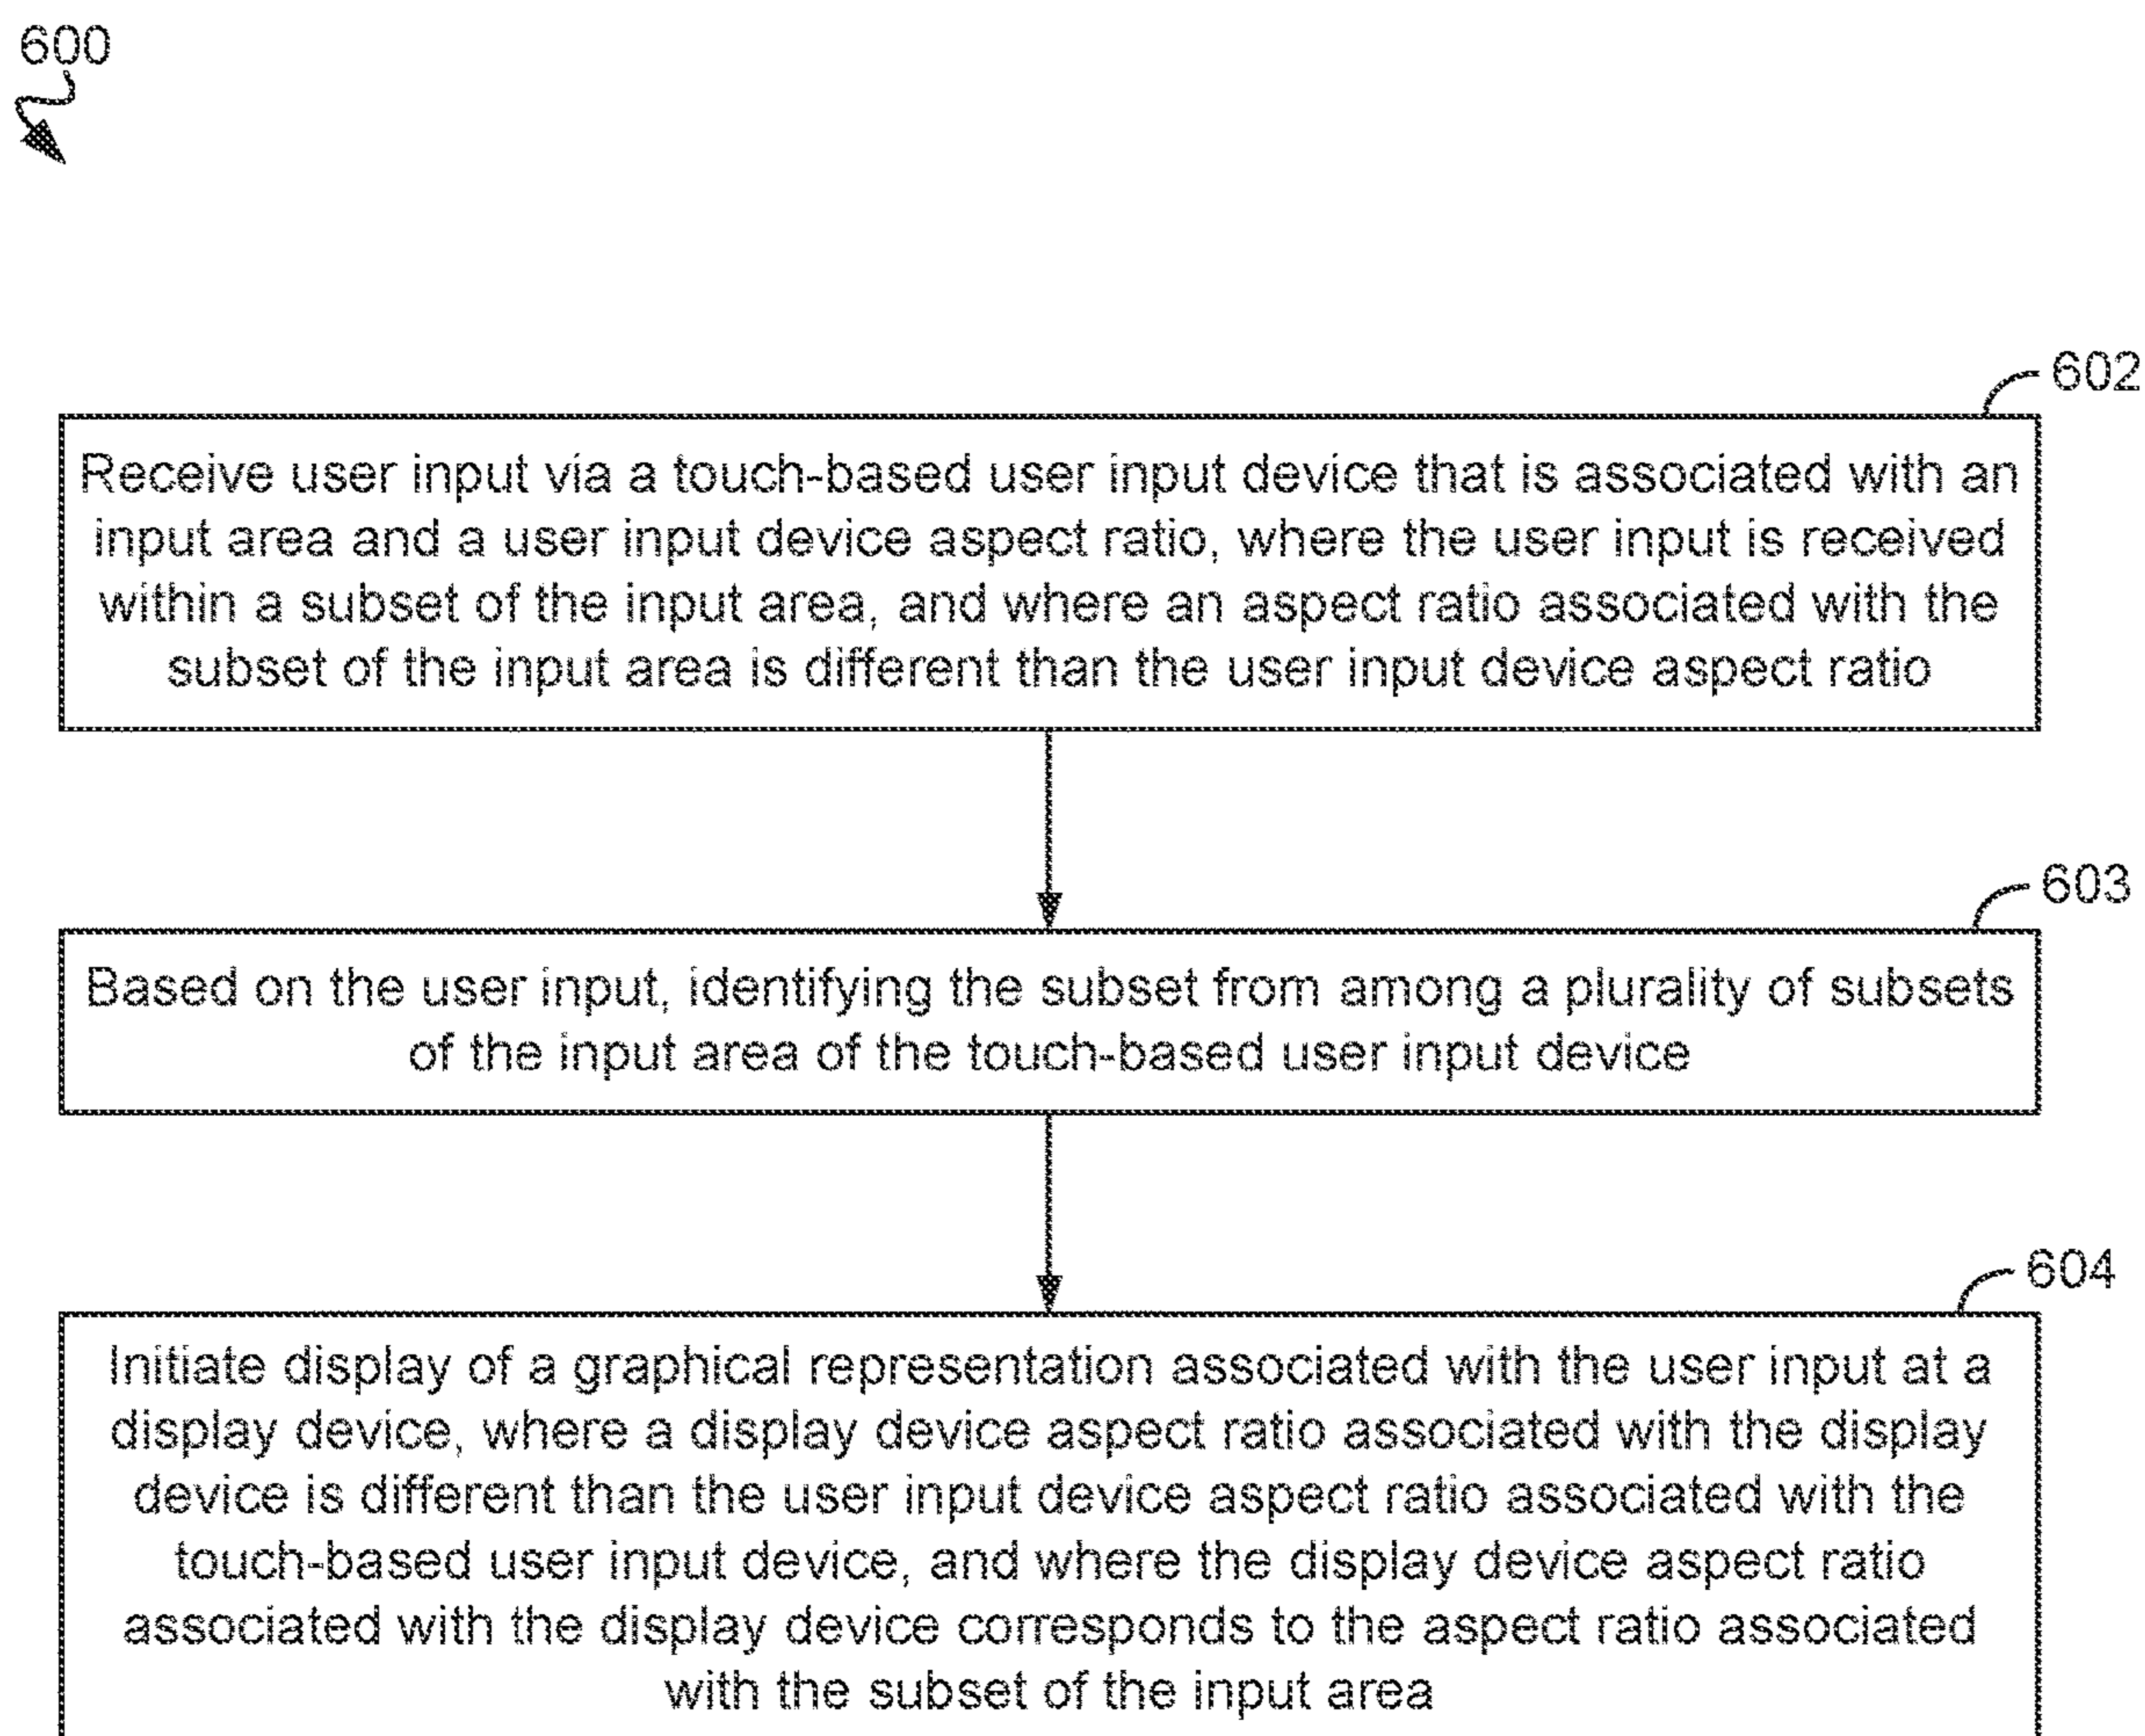 600
602
Receive user input via a touch-based user input device that is associated with an
input area and a user input device aspect ratio, where the user input is received
within a subset of the input area, and where an aspect ratio associated with the
subset of the input area is different than the user input device aspect ratio
603
Based on the user input, identifying the subset from among a plurality of subsets
of the input area of the touch-based user input device
604
Initiate display of a graphical representation associated with the user input at a
display device, where a display device aspect ratio associated with the display
device is different than the user input device aspect ratio associated with the
touch-based user input device, and where the display device aspect ratio
associated with the display device corresponds to the aspect ratio associated
with the subset of the input area